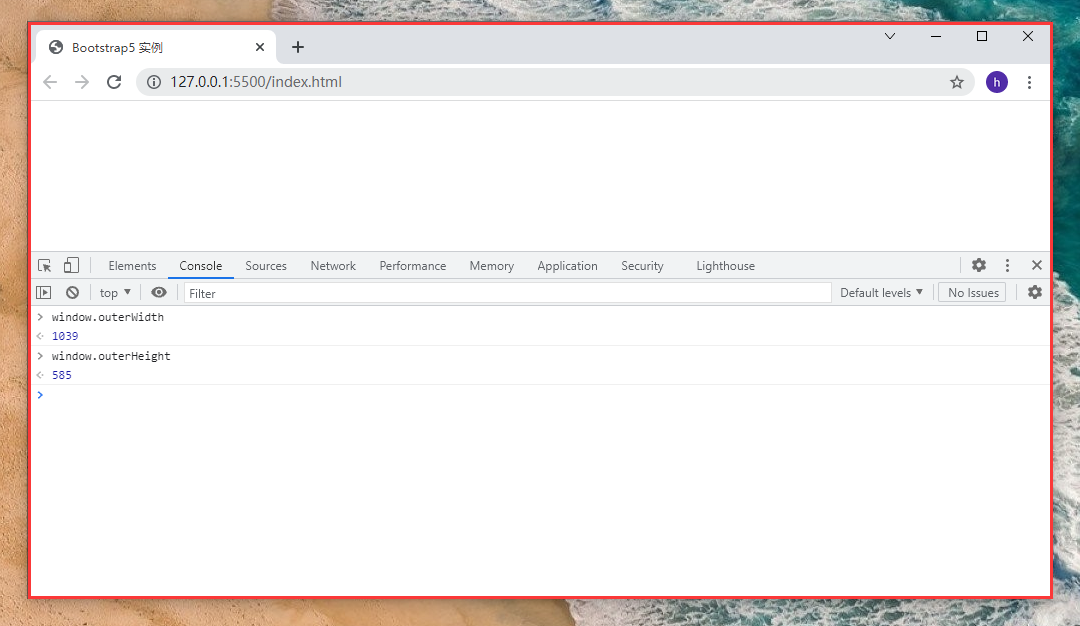 Bootstrap5 实例
127.0.0.1:5500/index.html
h
Elements Console Sources Network Performance Memory Application Security Lighthouse
top Filter Default levels No Issues
window.outerWidth
1039
window.outerHeight
585